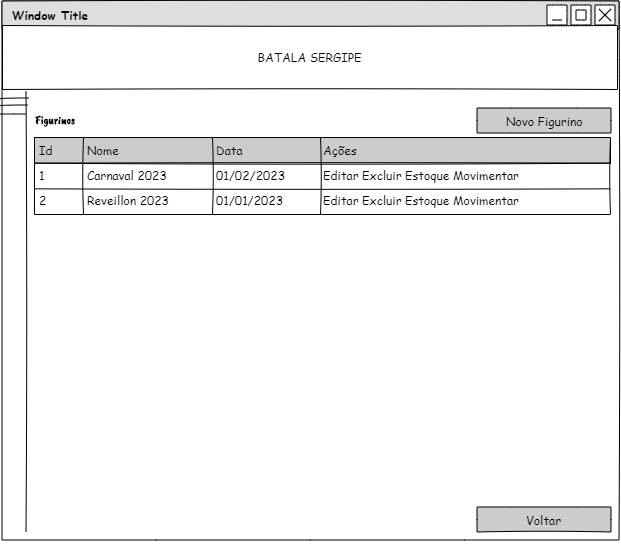 Window Title
BATALA SERGIPE
Figurinos
Novo Figurino
Id Nome Data Ações
1 Carnaval 2023 01/02/2023 Editar Excluir Estoque Movimentar
2 Reveillon 2023 01/01/2023 Editar Excluir Estoque Movimentar
Voltar